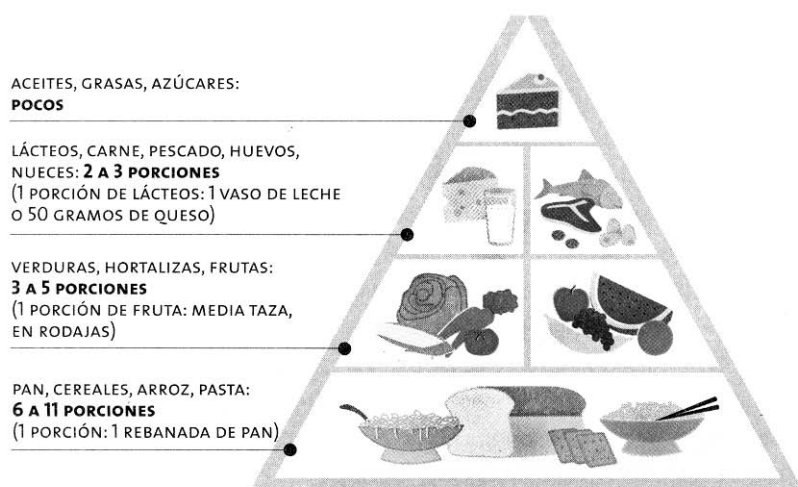 ACEITES, GRASAS, AZÚCARES:
POCOS
LÁCTEOS, CARNE, PESCADO, HUEVOS,
NUECES: 2 A 3 PORCIONES
(1 PORCIÓN DE LÁCTEOS: 1 VASO DE LECHE
O 50 GRAMOS DE QUESO)
VERDURAS, HORTALIZAS, FRUTAS:
3 A 5 PORCIONES
(1 PORCIÓN DE FRUTA: MEDIA TAZA,
EN RODAJAS)
PAN, CEREALES, ARROZ, PASTA:
6 A 11 PORCIONES
(1 PORCIÓN: 1 REBANADA DE PAN)